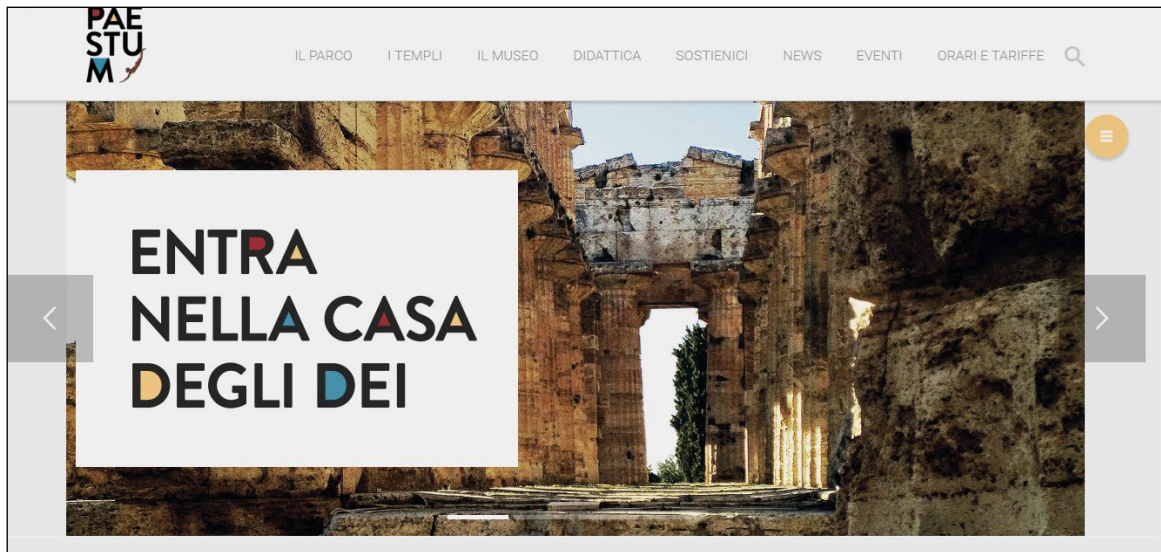 PAE
STU
M
IL PARCO I TEMPLI IL MUSEO DIDATTICA SOSTIENICI NEWS EVENTI ORARI E TARIFFE
ENTRA
NELLA CASA
DEGLI DEI